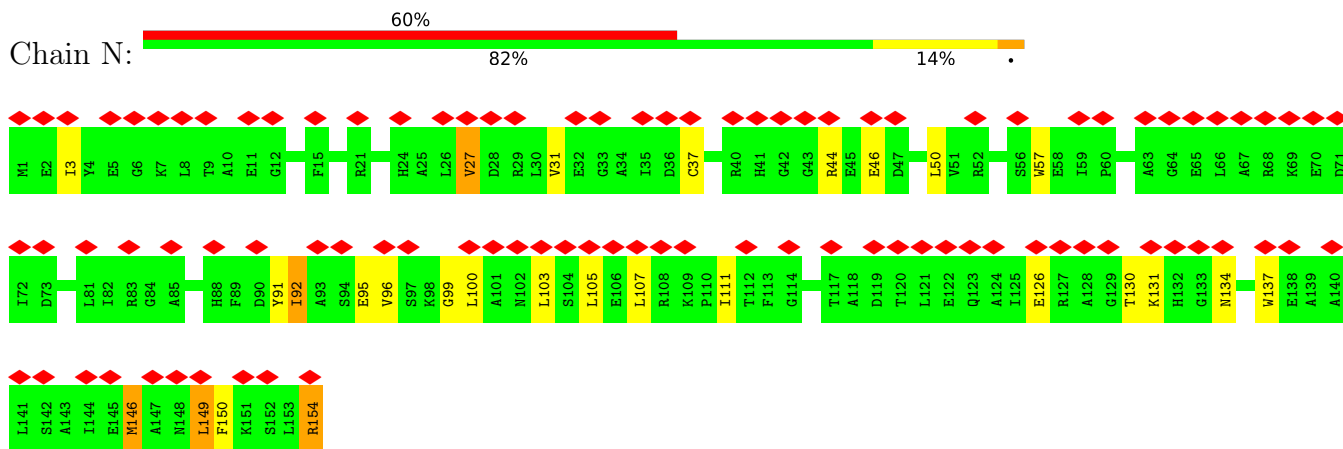 60%
Chain N:
82% 14% •
M1 E2 I3 Y4 E5 G6 K7 L8 T9 A10 E11 G12 F15 R21 H24 A25 L26 V27 D28 R29 L30 V31 E32 G33 A34 I35 D36 C37 R40 H41 G42 G43 R44 E45 E46 D47 L50 V51 R52 S56 W57 E58 I59 P60 A63 G64 E65 L66 A67 R68 K69 E70 D71
I72 D73 L81 I82 R83 G84 A85 H88 F89 D90 Y91 I92 A93 S94 E95 V96 S97 K98 G99 L100 A101 N102 L103 S104 L105 E106 L107 R108 K109 P110 I111 T112 F113 G114 T117 A118 D119 T120 L121 E122 Q123 A124 I125 E126 R127 A128 G129 T130 K131 H132 G133 N134 W137 E138 A139 A140
L141 S142 A143 I144 E145 M146 A147 N148 L149 F150 K151 S152 L153 R154